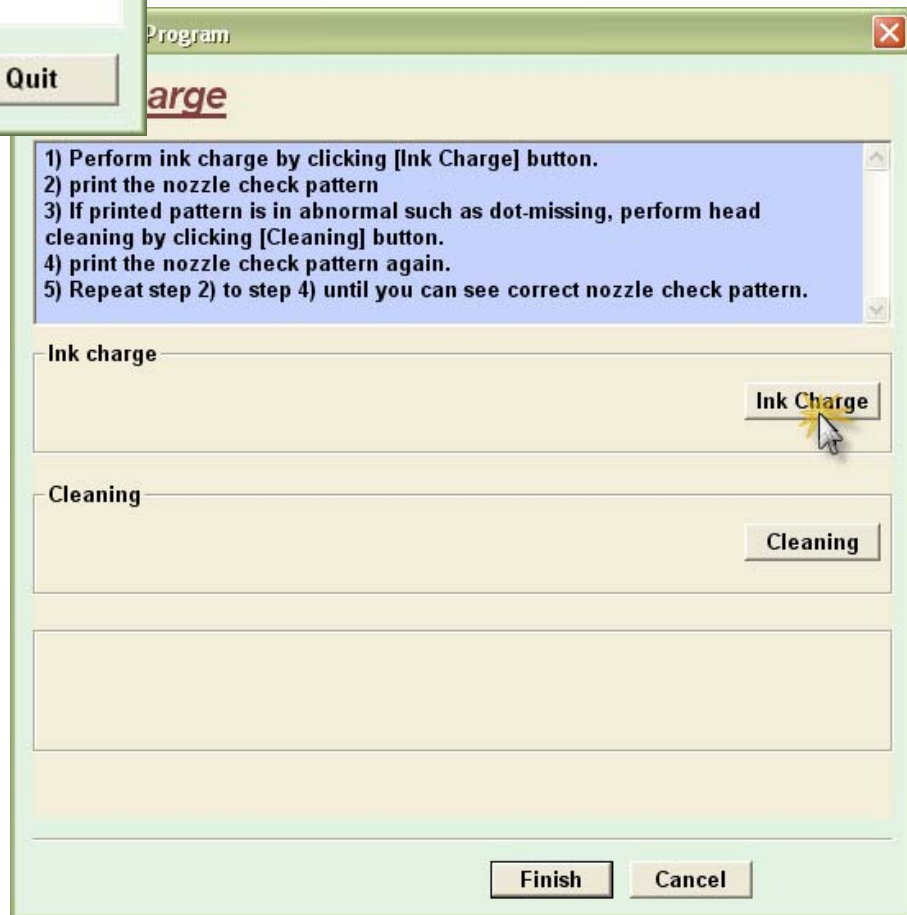 Program
Quit
arge
1) Perform ink charge by clicking [Ink Charge] button.
2) print the nozzle check pattern
3) If printed pattern is in abnormal such as dot-missing, perform head
cleaning by clicking [Cleaning] button.
4) print the nozzle check pattern again.
5) Repeat step 2) to step 4) until you can see correct nozzle check pattern.
Ink charge
Ink Charge
Cleaning
Cleaning
Finish
Cancel